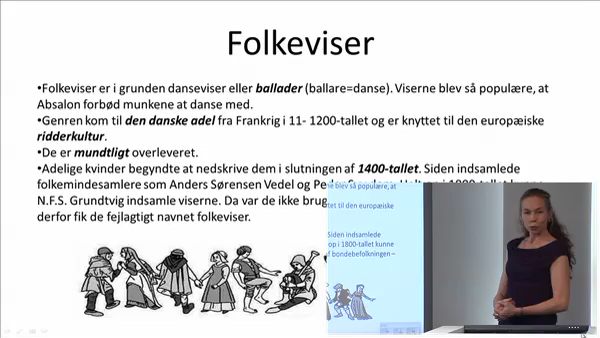 Folkeviser
•Folkeviser er i grunden danseviser eller ballader (ballare=danse). Viserne blev så populære, at
Absalon forbød munkene at danse med.
•Genren kom til den danske adel fra Frankrig i 11- 1200-tallet og er knyttet til den europæiske
ridderkultur.
•De er mundtligt overleveret.
•Adelige kvinder begyndte at nedskrive dem i slutningen af 1400-tallet. Siden indsamlede
folkemindesamlere som Anders Sørensen Vedel og
N.F.S. Grundtvig indsamle viserne. Da var de ikke
derfor fik de fejlagtigt navnet folkeviser.
blev så populære, at
tet til den europæiske
Siden indsamlede
op i 1800-tallet kunne
f bondebefolkningen –